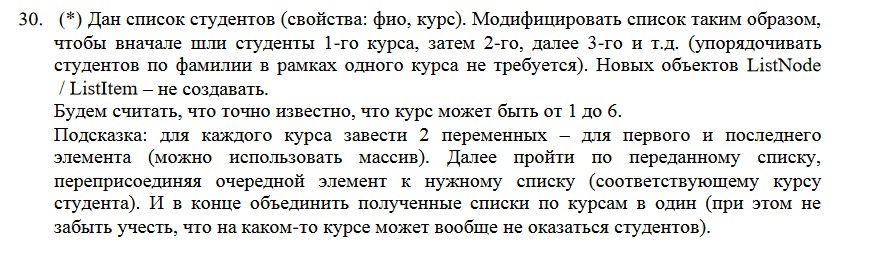 30. (*) Дан список студентов (свойства: фио, курс). Модифицировать список таким образом,
чтобы вначале шли студенты 1-го курса, затем 2-го, далее 3-го и т.д. (упорядочивать
студентов по фамилии в рамках одного курса не требуется). Новых объектов ListNode
/ ListItem – не создавать.
Будем считать, что точно известно, что курс может быть от 1 до 6.
Подсказка: для каждого курса завести 2 переменных – для первого и последнего
элемента (можно использовать массив). Далее пройти по переданному списку,
переприсоединяя очередной элемент к нужному списку (соответствующему курсу
студента). И в конце объединить полученные списки по курсам в один (при этом не
забыть учесть, что на каком-то курсе может вообще не оказаться студентов).